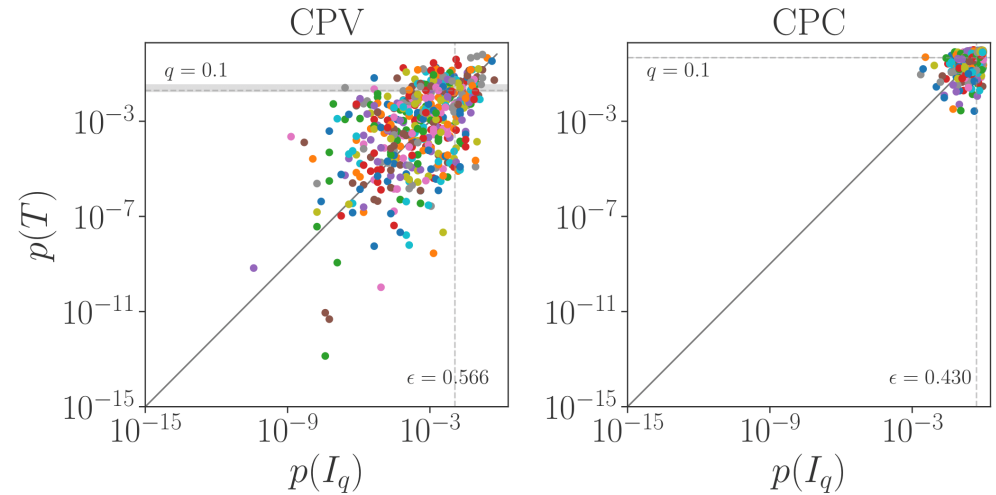 CPV
q = 0.1
10⁻³
10⁻⁷
10⁻¹¹
10⁻¹⁵
p(T)
ϵ = 0.566
10⁻¹⁵
10⁻⁹
10⁻³
p(I_q)
CPC
q = 0.1
10⁻³
10⁻⁷
10⁻¹¹
10⁻¹⁵
ϵ = 0.430
10⁻¹⁵
10⁻⁹
10⁻³
p(I_q)